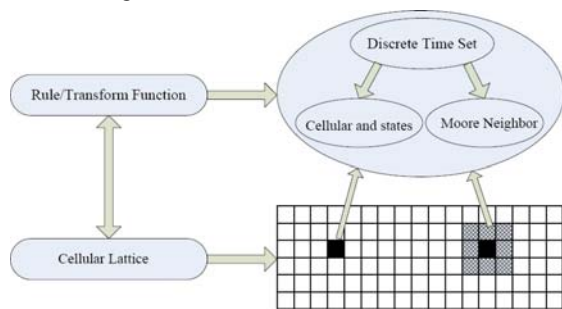 Discrete Time Set
Rule/Transform Function
Cellular and states
Moore Neighbor
Cellular Lattice